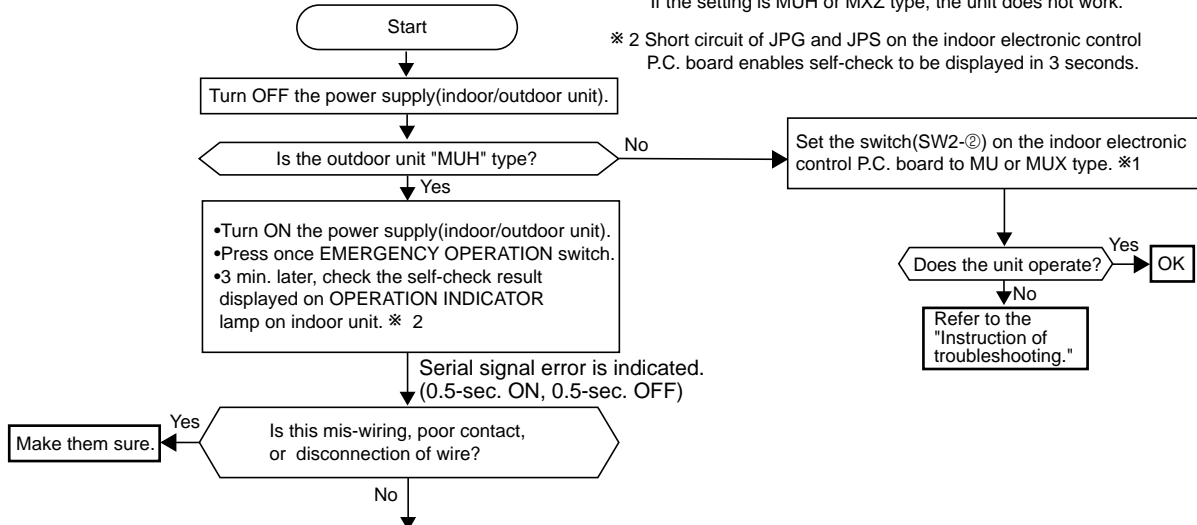 If the setting is MUH or MXZ type, the unit does not work.
Start
※ 2 Short circuit of JPG and JPS on the indoor electronic control
P.C. board enables self-check to be displayed in 3 seconds.
Turn OFF the power supply(indoor/outdoor unit).
Is the outdoor unit "MUH" type?
No
Set the switch(SW2-②) on the indoor electronic
control P.C. board to MU or MUX type. ※1
Yes
•Turn ON the power supply(indoor/outdoor unit).
•Press once EMERGENCY OPERATION switch.
•3 min. later, check the self-check result
displayed on OPERATION INDICATOR
lamp on indoor unit. ※ 2
Does the unit operate?
Yes
OK
No
Refer to the
"Instruction of
troubleshooting."
Serial signal error is indicated.
(0.5-sec. ON, 0.5-sec. OFF)
Is this mis-wiring, poor contact,
or disconnection of wire?
Yes
Make them sure.
No